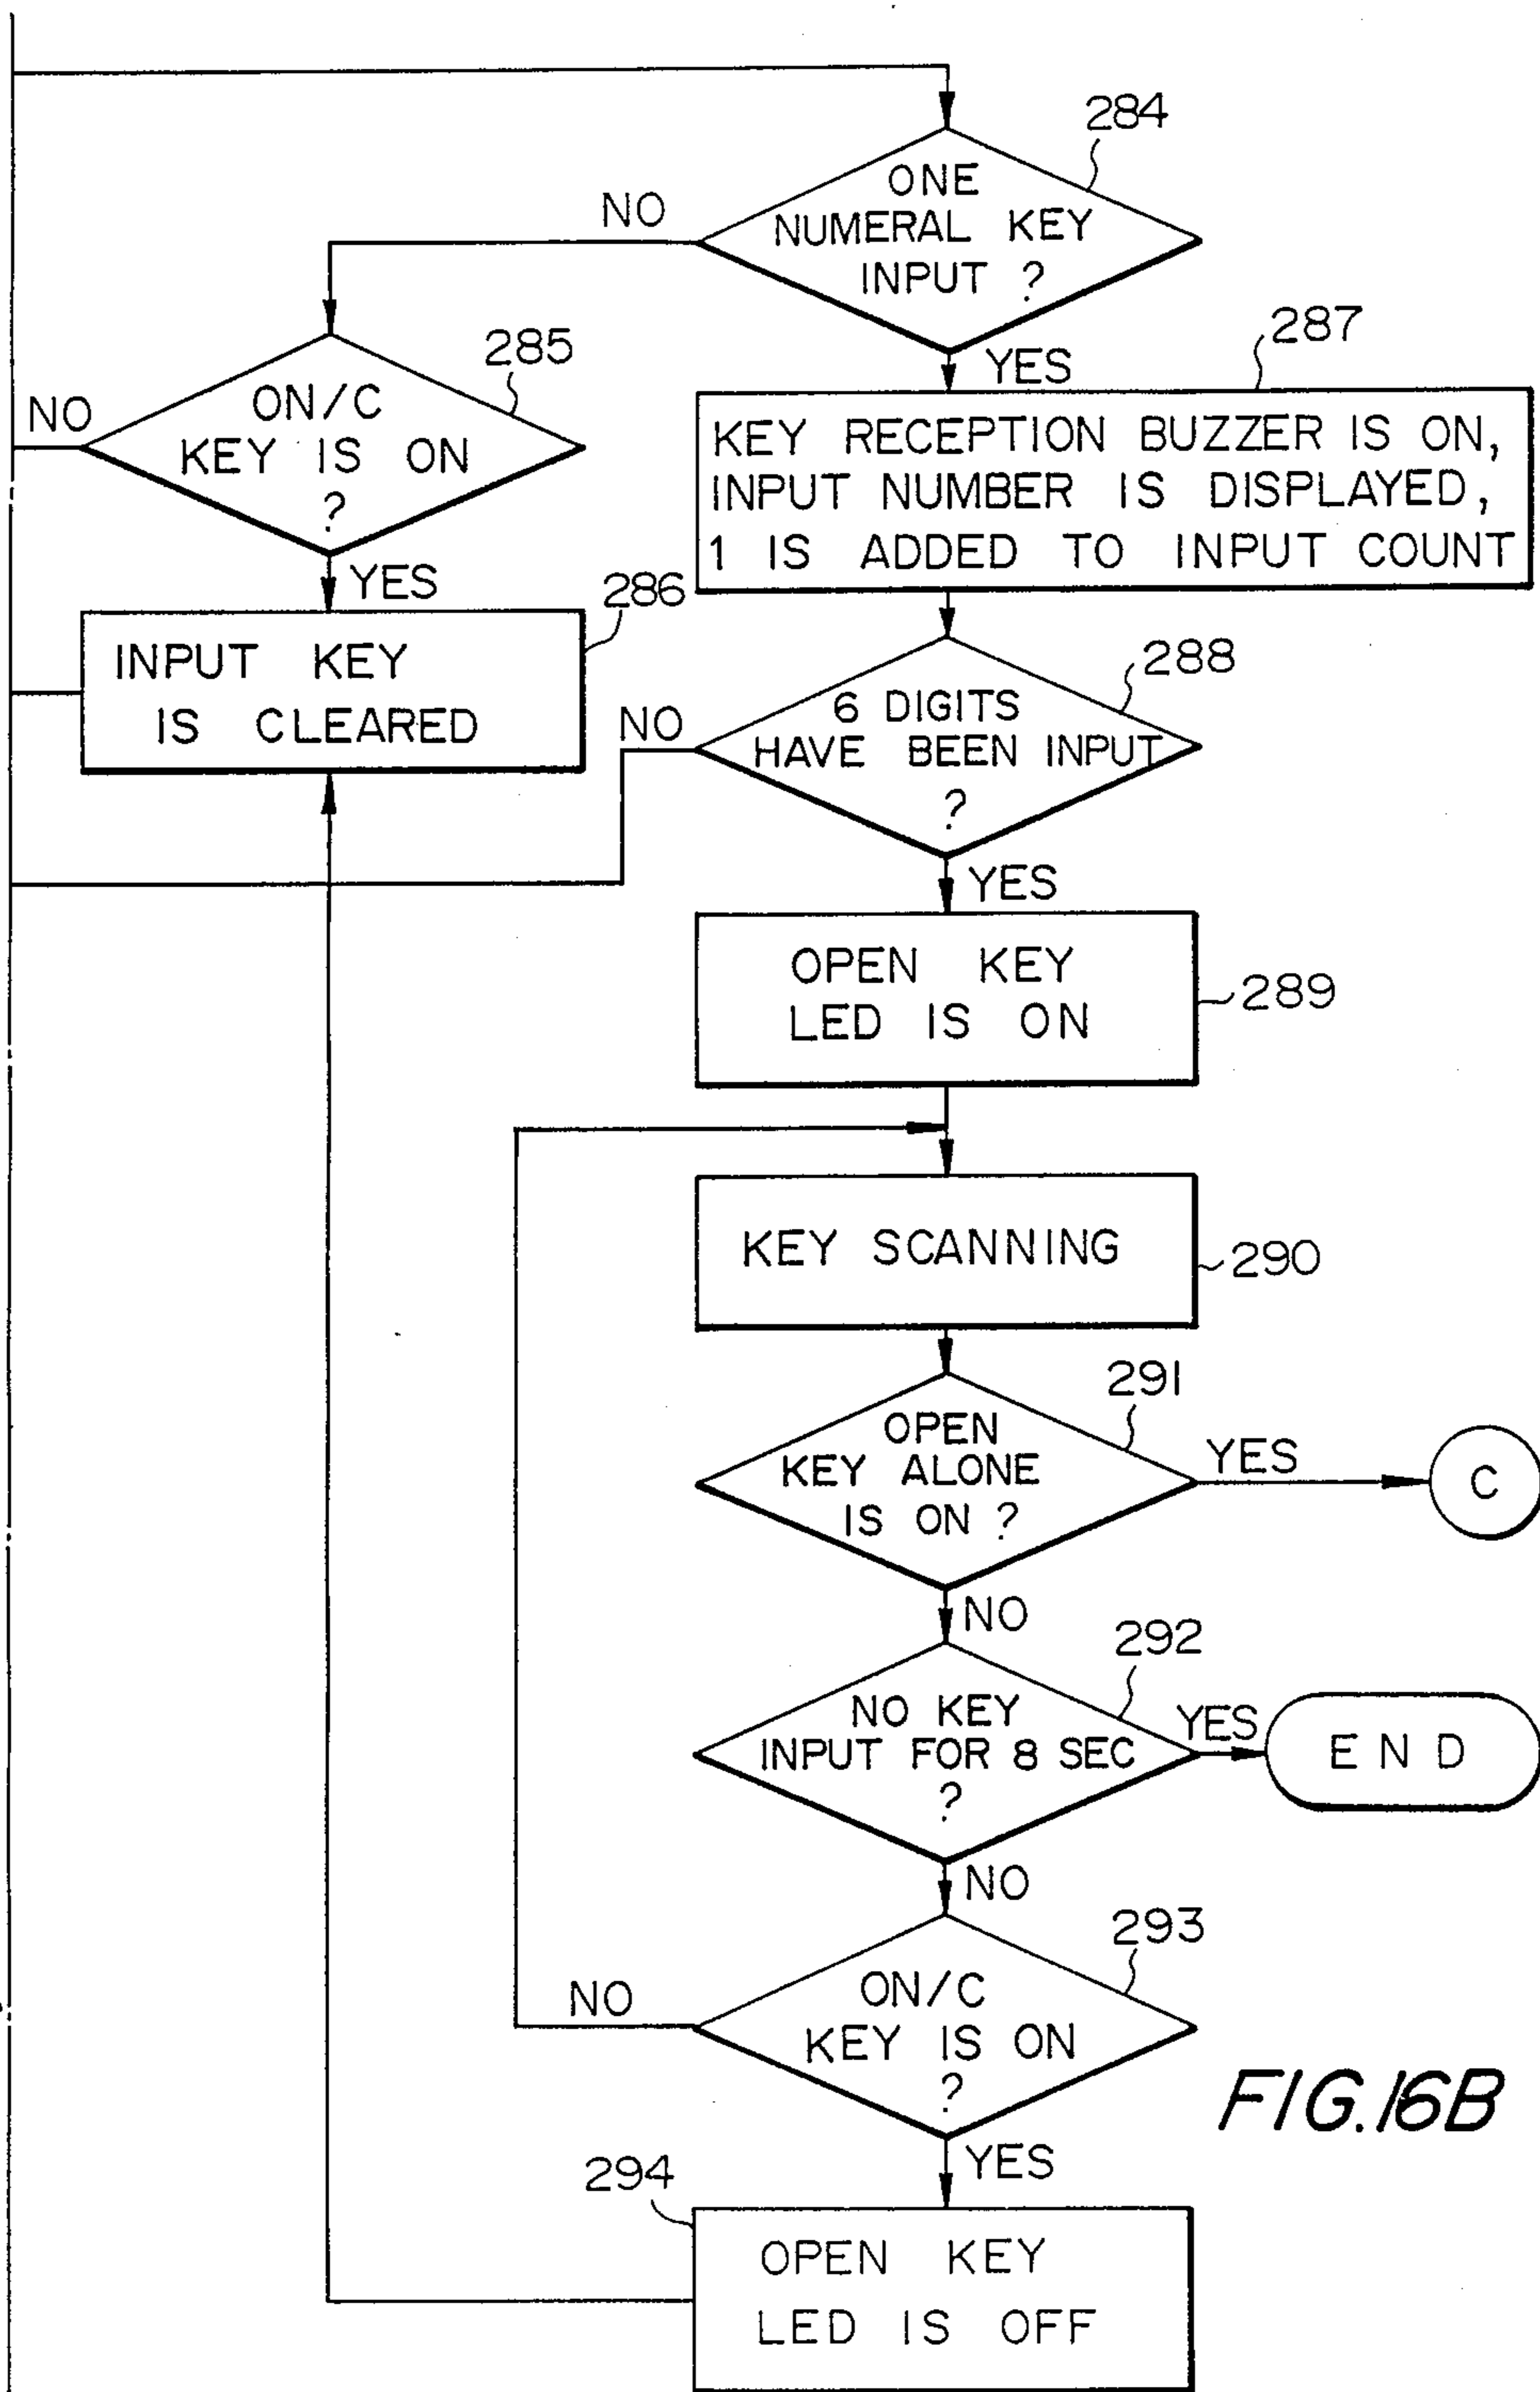 284
ONE
NUMERAL KEY
INPUT ?
NO
YES
285
ON/C
KEY IS ON
?
NO
YES
287
KEY RECEPTION BUZZER IS ON,
INPUT NUMBER IS DISPLAYED,
1 IS ADDED TO INPUT COUNT
286
INPUT KEY
IS CLEARED
288
6 DIGITS
HAVE BEEN INPUT
?
NO
YES
OPEN KEY
LED IS ON
289
KEY SCANNING
290
291
OPEN
KEY ALONE
IS ON ?
YES
C
NO
292
NO KEY
INPUT FOR 8 SEC
?
YES
END
NO
293
ON/C
KEY IS ON
?
NO
YES
FIG. 16B
294
OPEN KEY
LED IS OFF